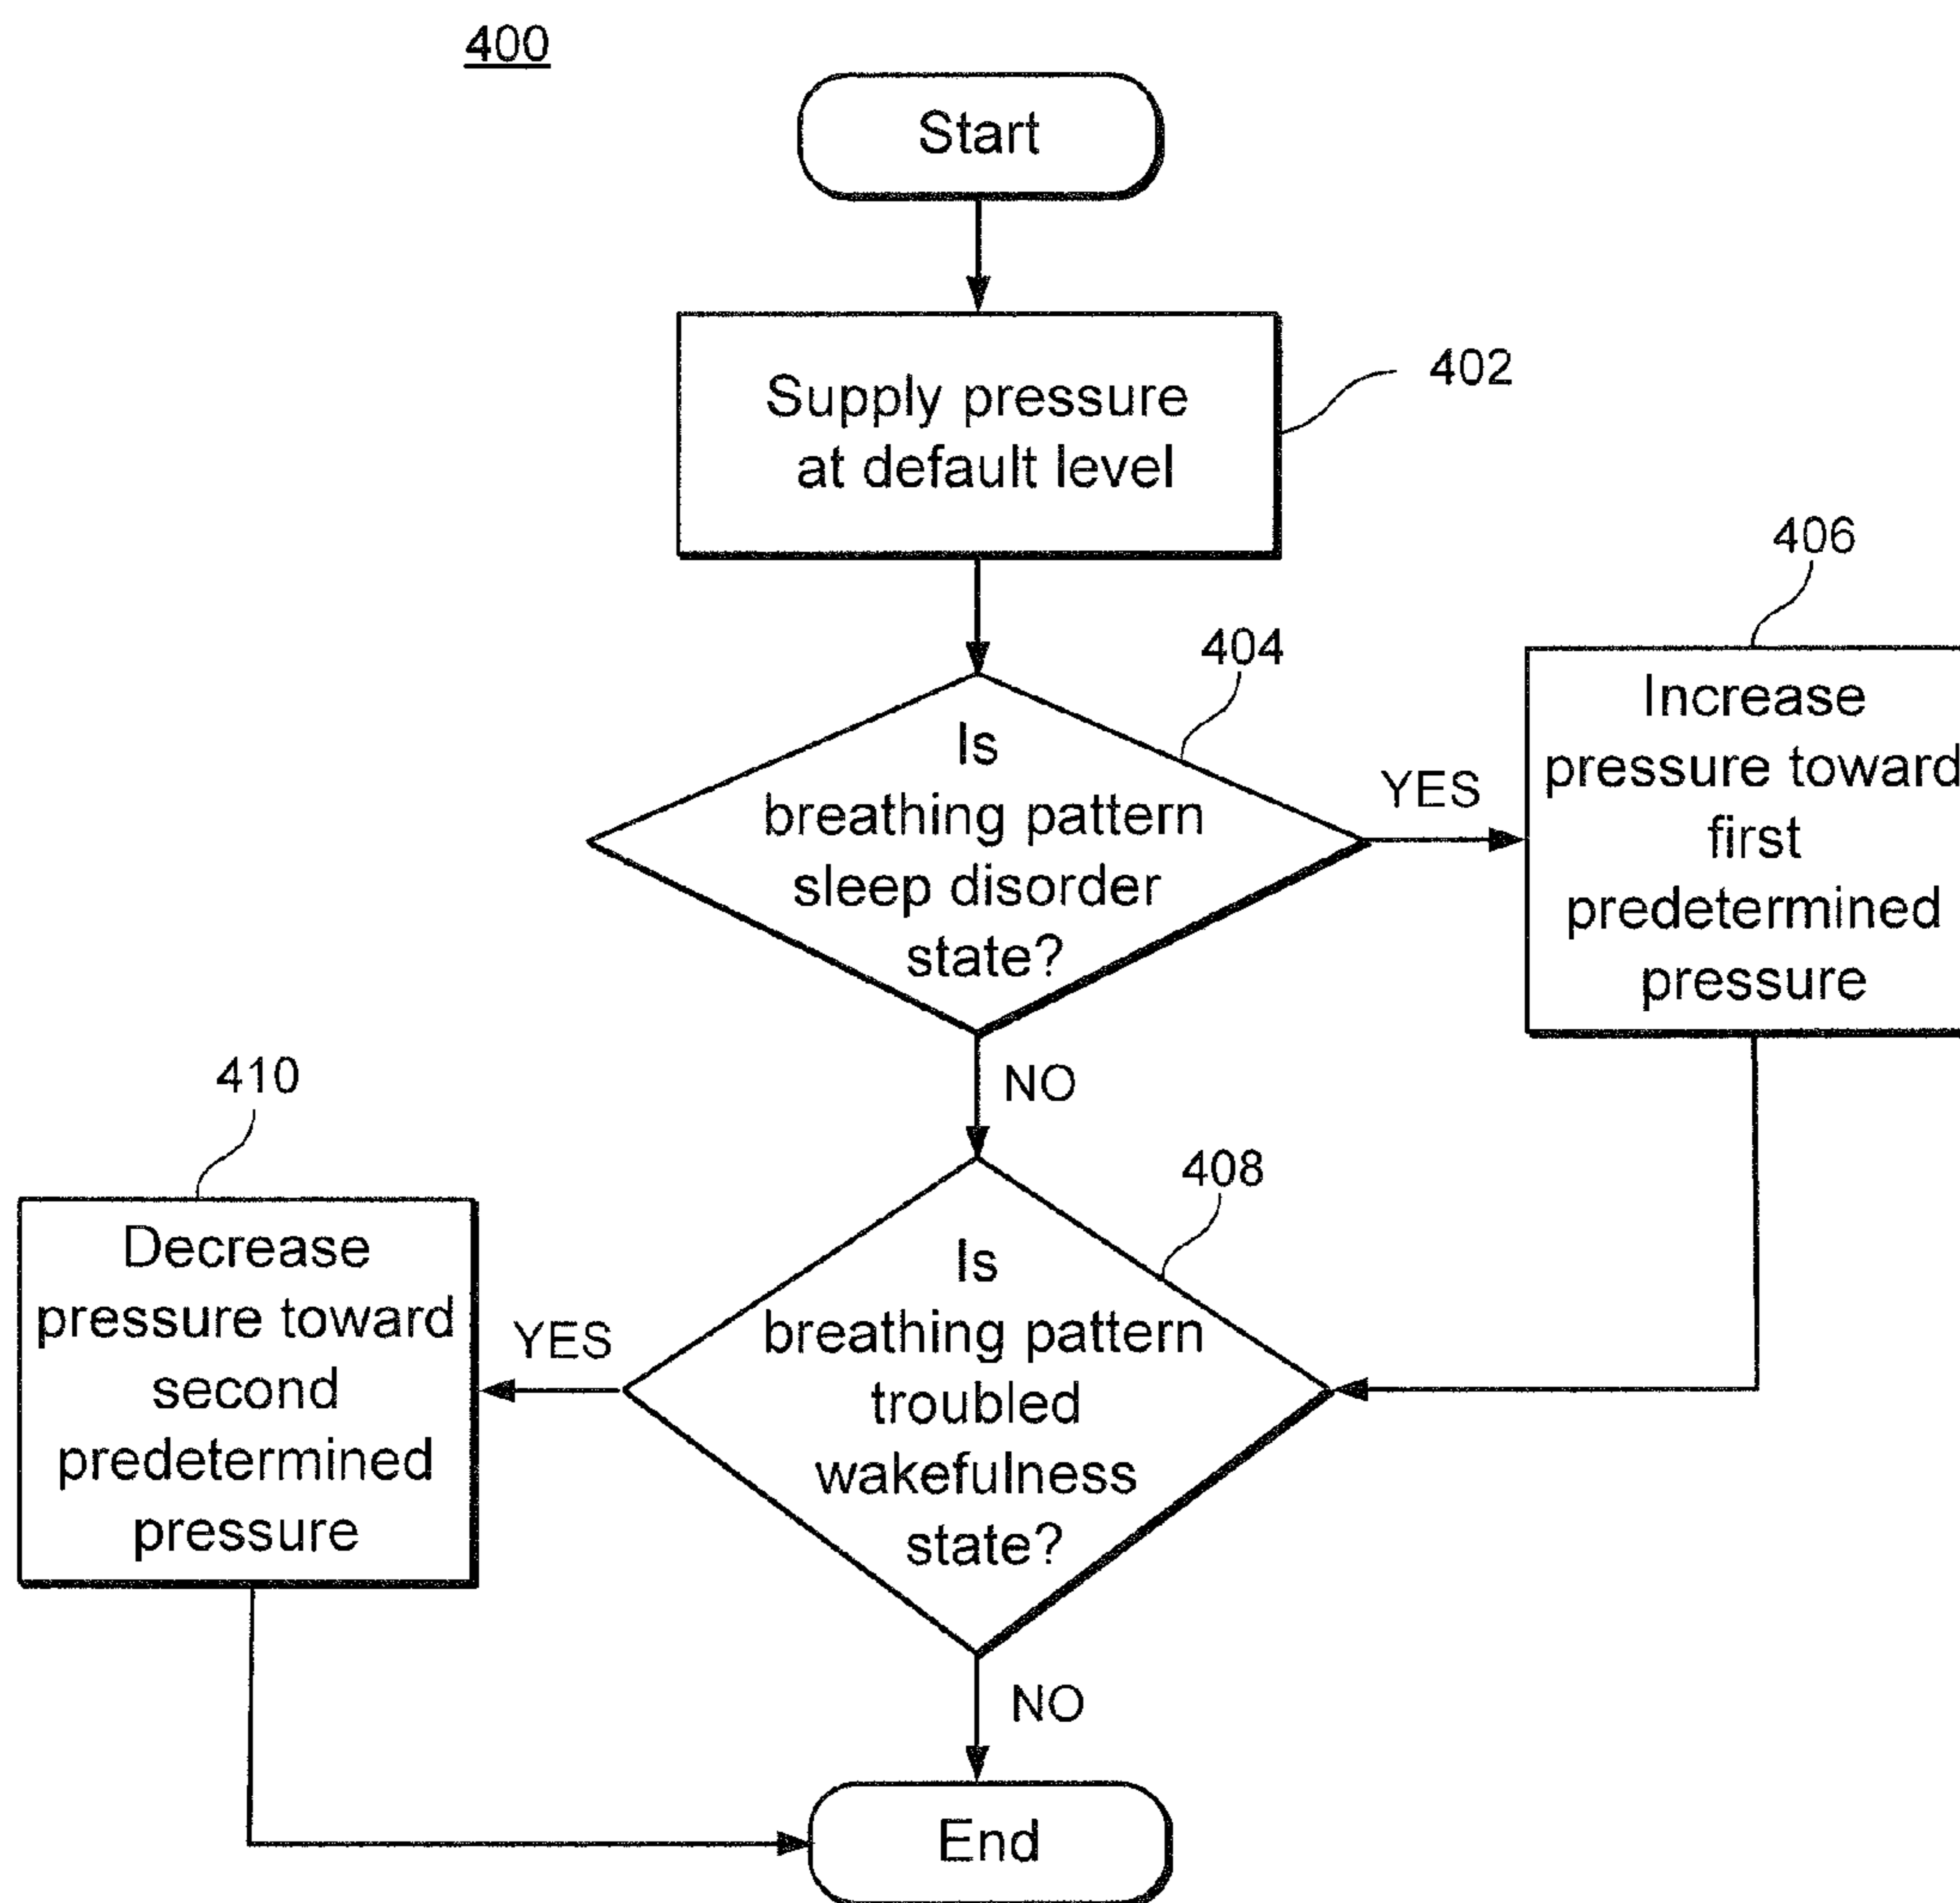 400
Start
Supply pressure
at default level
402
404
Is
breathing pattern
sleep disorder
state?
YES
406
Increase
pressure toward
first
predetermined
pressure
NO
408
Is
breathing pattern
troubled
wakefulness
state?
YES
410
Decrease
pressure toward
second
predetermined
pressure
NO
End